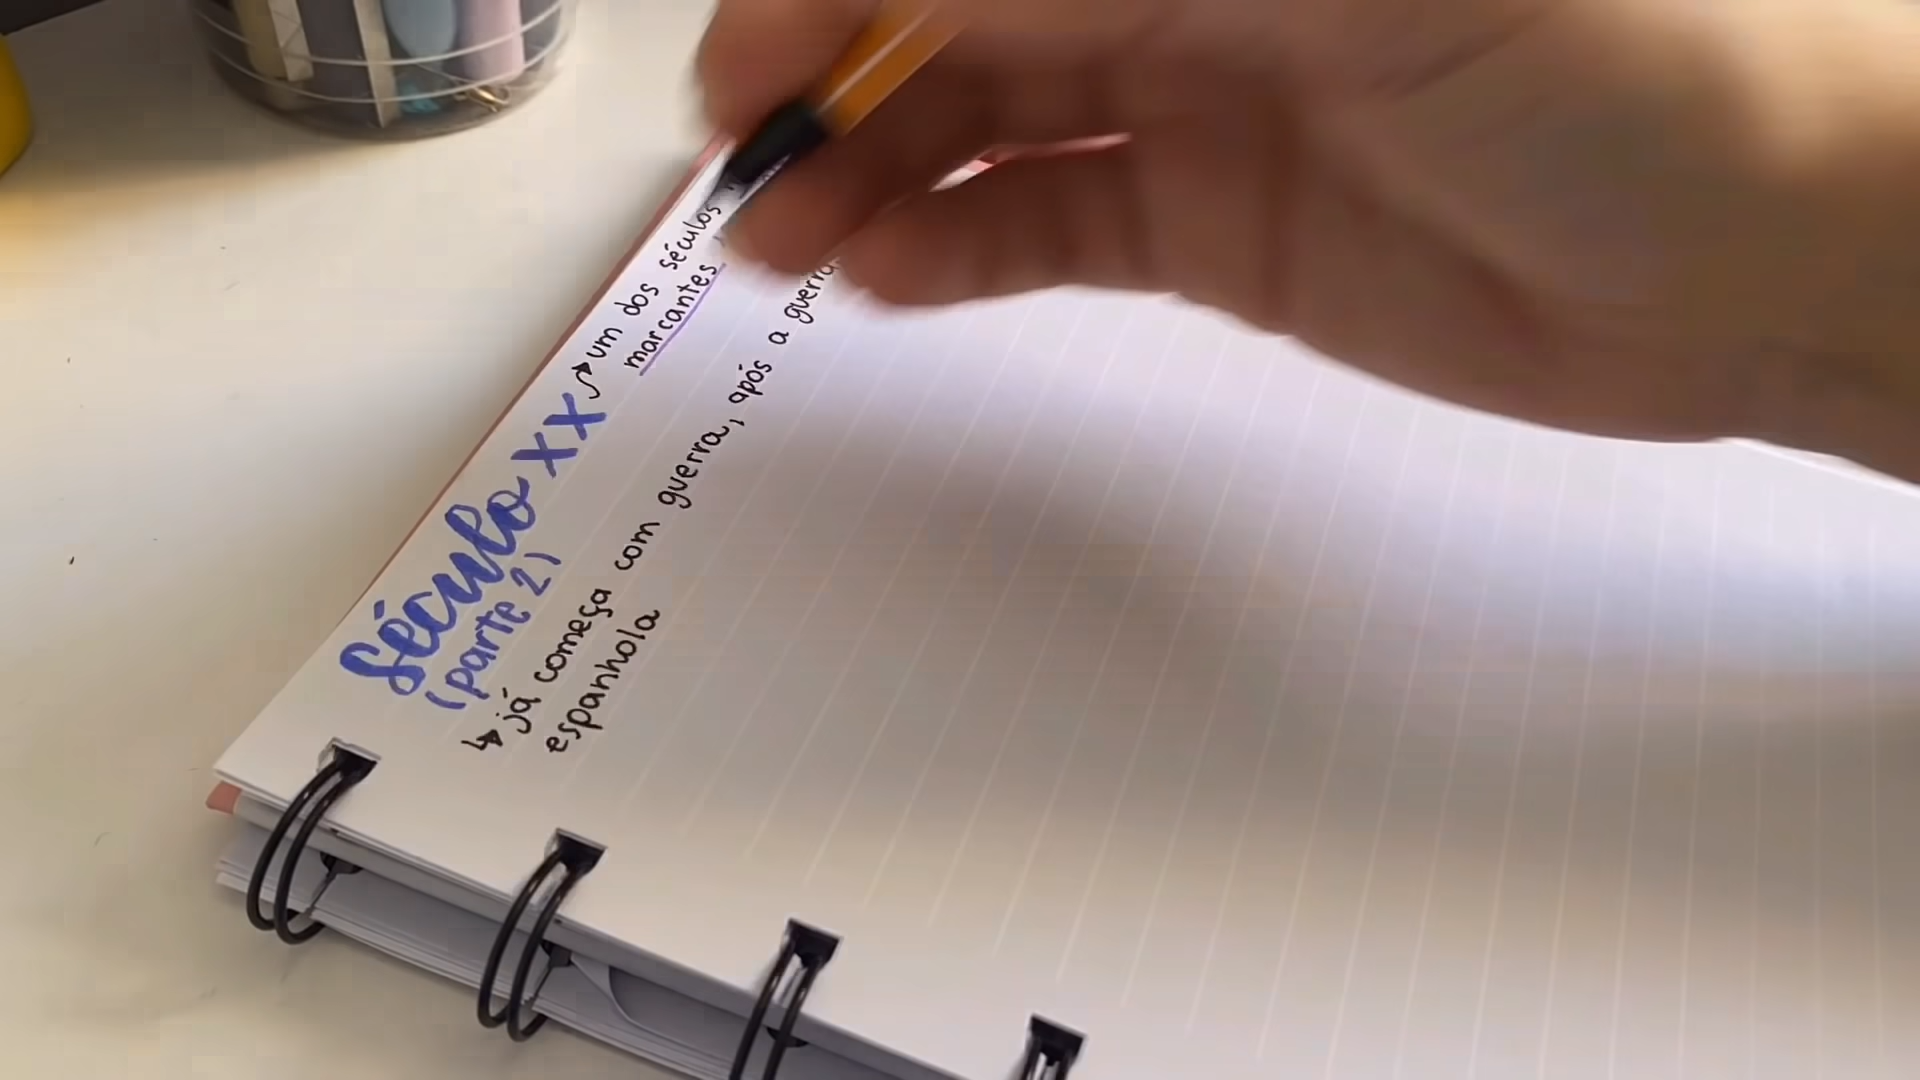 Século XX um dos séculos
marcantes
(parte 2)
↳ já começa com guerra, após a guerra
espanhola